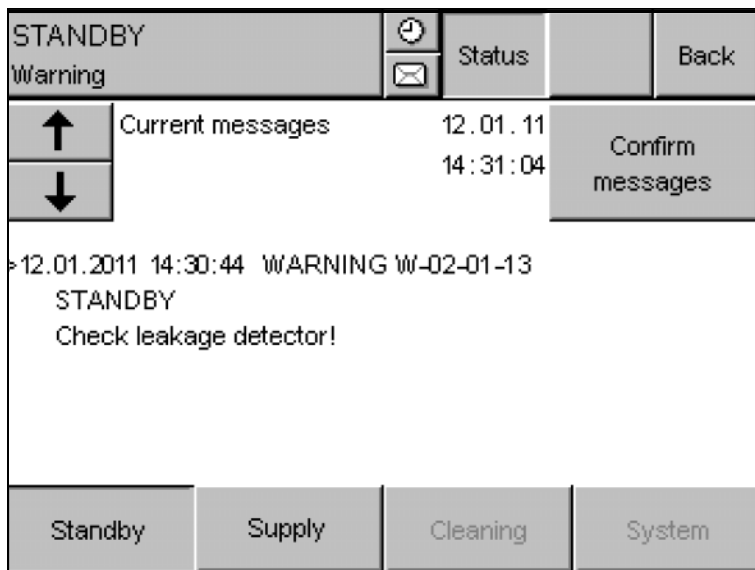 STANDBY
Warning
Status
Back
Current messages
12.01.11
14:31:04
Confirm
messages
>12.01.2011 14:30:44 WARNING W-02-01-13
STANDBY
Check leakage detector!
Standby
Supply
Cleaning
System